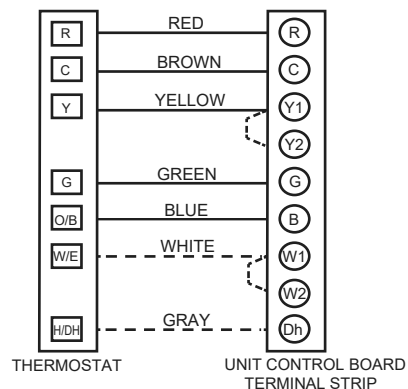 R RED R
C BROWN C
Y YELLOW Y1
Y2
G GREEN G
O/B BLUE B
W/E WHITE W1
W2
H/DH GRAY Dh
THERMOSTAT UNIT CONTROL BOARD
TERMINAL STRIP